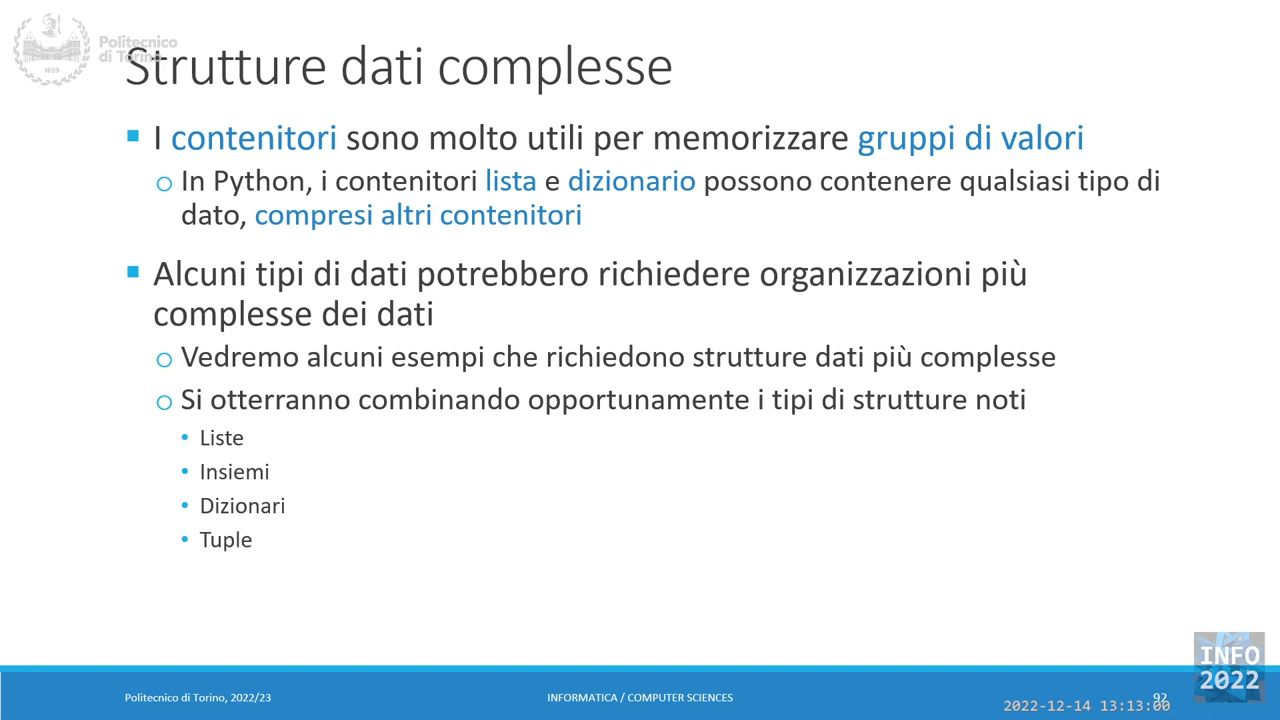 Politecnico
di Torino
1859
Strutture dati complesse
I contenitori sono molto utili per memorizzare gruppi di valori
In Python, i contenitori lista e dizionario possono contenere qualsiasi tipo di
dato, compresi altri contenitori
Alcuni tipi di dati potrebbero richiedere organizzazioni più
complesse dei dati
Vedremo alcuni esempi che richiedono strutture dati più complesse
Si otterranno combinando opportunamente i tipi di strutture noti
Liste
Insiemi
Dizionari
Tuple
INFO
2022
Politecnico di Torino, 2022/23
INFORMATICA / COMPUTER SCIENCES
92
2022-12-14 13:13:00